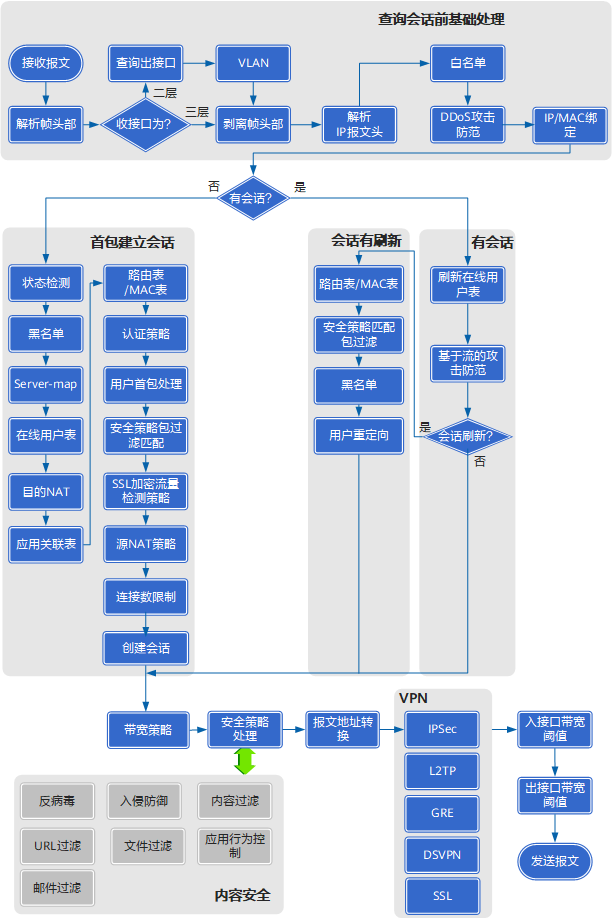 查询会话前基础处理
接收报文
查询出接口
VLAN
白名单
二层
三层
解析帧头部
收接口为?
剥离帧头部
解析
IP报文头
DDoS攻击
防范
IP/MAC绑
定
否
有会话?
是
首包建立会话
会话有刷新
有会话
状态检测
黑名单
Server-map
在线用户表
目的NAT
应用关联表
路由表
/MAC表
认证策略
用户首包处理
安全策略包过
滤匹配
SSL加密流量
检测策略
源NAT策略
连接数限制
创建会话
路由表/MAC表
安全策略匹配
包过滤
黑名单
用户重定向
刷新在线用
户表
基于流的攻
击防范
是
会话刷新?
否
带宽策略
安全策略
处理
报文地址转
换
VPN
IPSec
L2TP
GRE
DSVPN
SSL
入接口带宽
阈值
出接口带宽
阈值
发送报文
反病毒
入侵防御
内容过滤
URL过滤
文件过滤
应用行为控
制
邮件过滤
内容安全